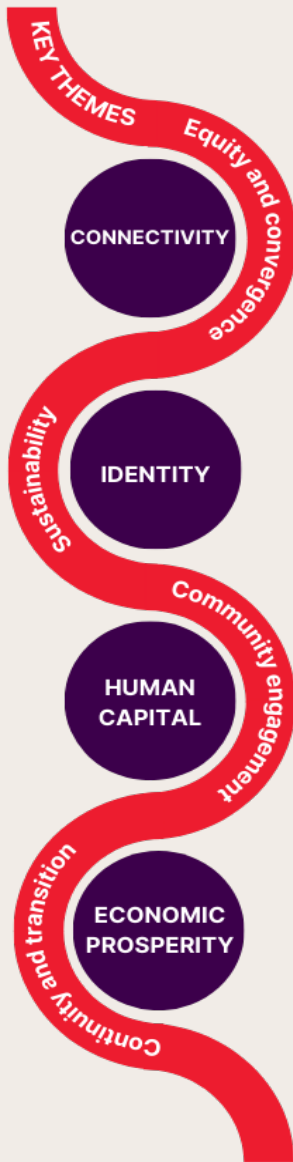 KEY THEMES
Equity and convergence
CONNECTIVITY
Sustainability
IDENTITY
Community engagement
HUMAN
CAPITAL
Continuity and transition
ECONOMIC
PROSPERITY